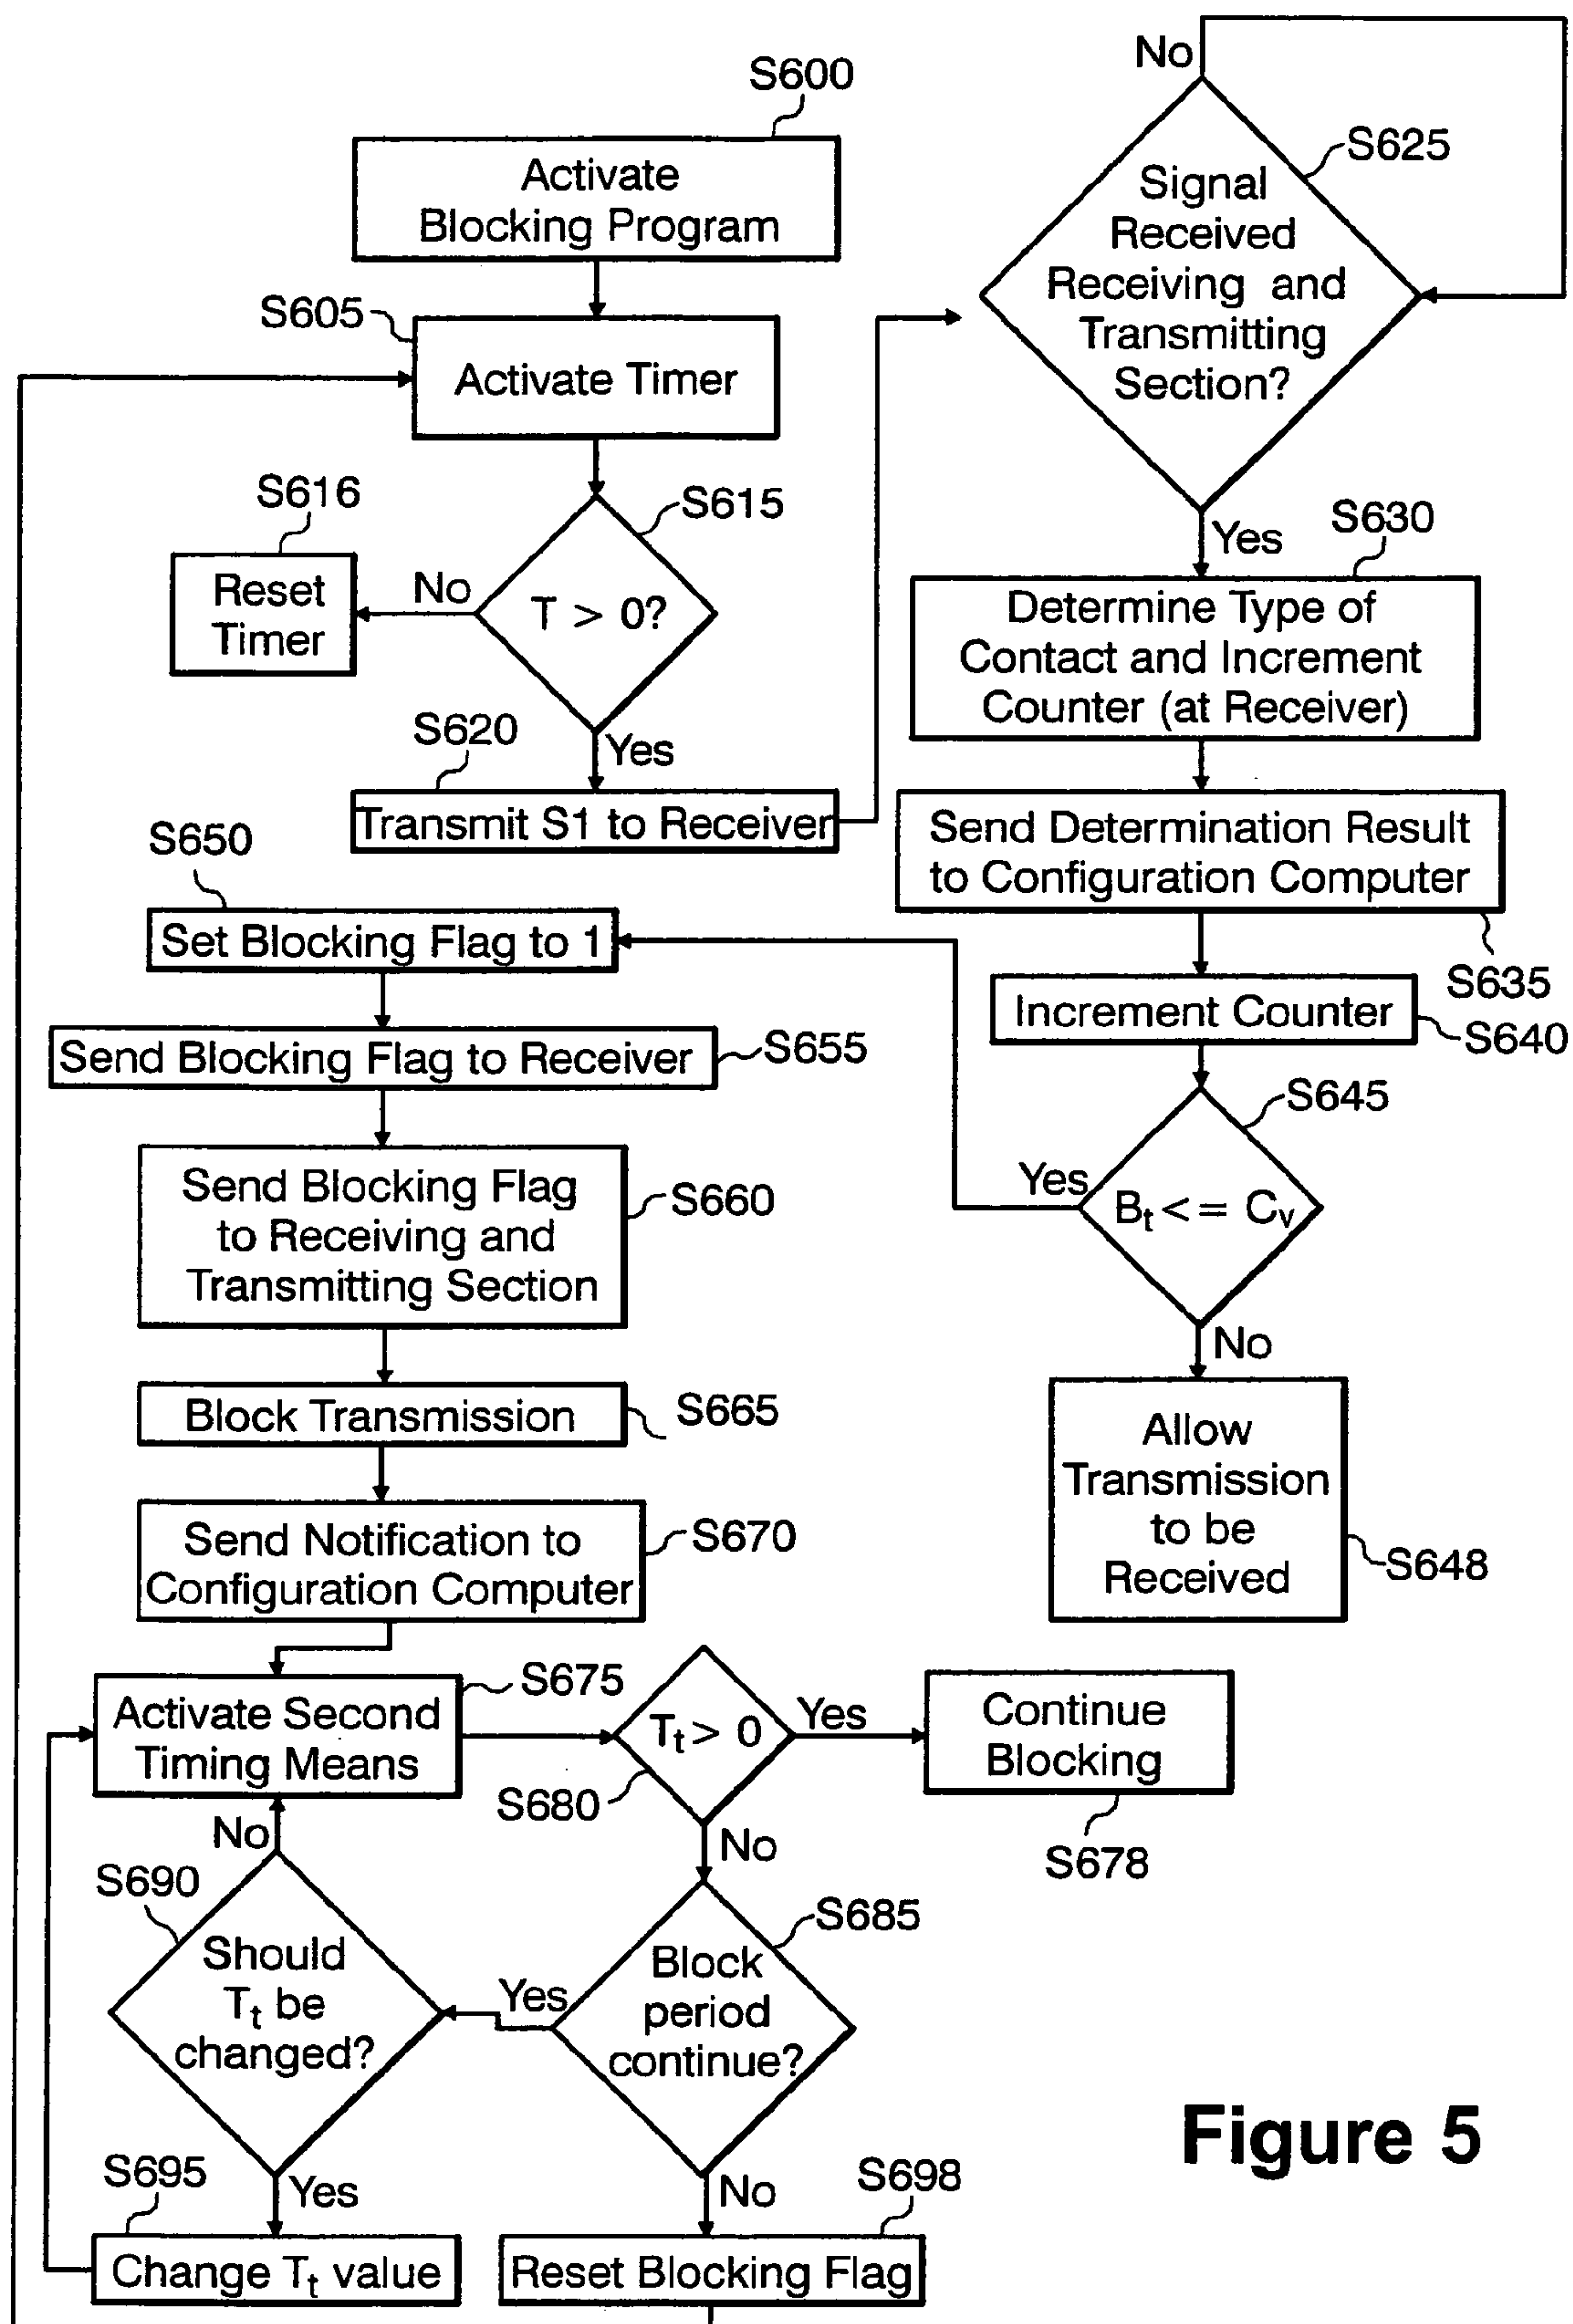 S600
Activate
Blocking Program
S605
Activate Timer
S616
Reset
Timer
No
S615
T > 0?
Yes
S620
Transmit S1 to Receiver
No
S625
Signal
Received
Receiving and
Transmitting
Section?
Yes
S630
Determine Type of
Contact and Increment
Counter (at Receiver)
Send Determination Result
to Configuration Computer
S635
Increment Counter
S640
S645
Bt < = Cv
Yes
No
Allow
Transmission
to be
Received
S648
S650
Set Blocking Flag to 1
Send Blocking Flag to Receiver
S655
Send Blocking Flag
to Receiving and
Transmitting Section
S660
Block Transmission
S665
Send Notification to
Configuration Computer
S670
Activate Second
Timing Means
S675
Tt > 0
S680
Yes
Continue
Blocking
S678
No
S685
Block
period
continue?
Yes
No
S690
Should
Tt be
changed?
No
Yes
S695
Change Tt value
S698
Reset Blocking Flag
Figure 5